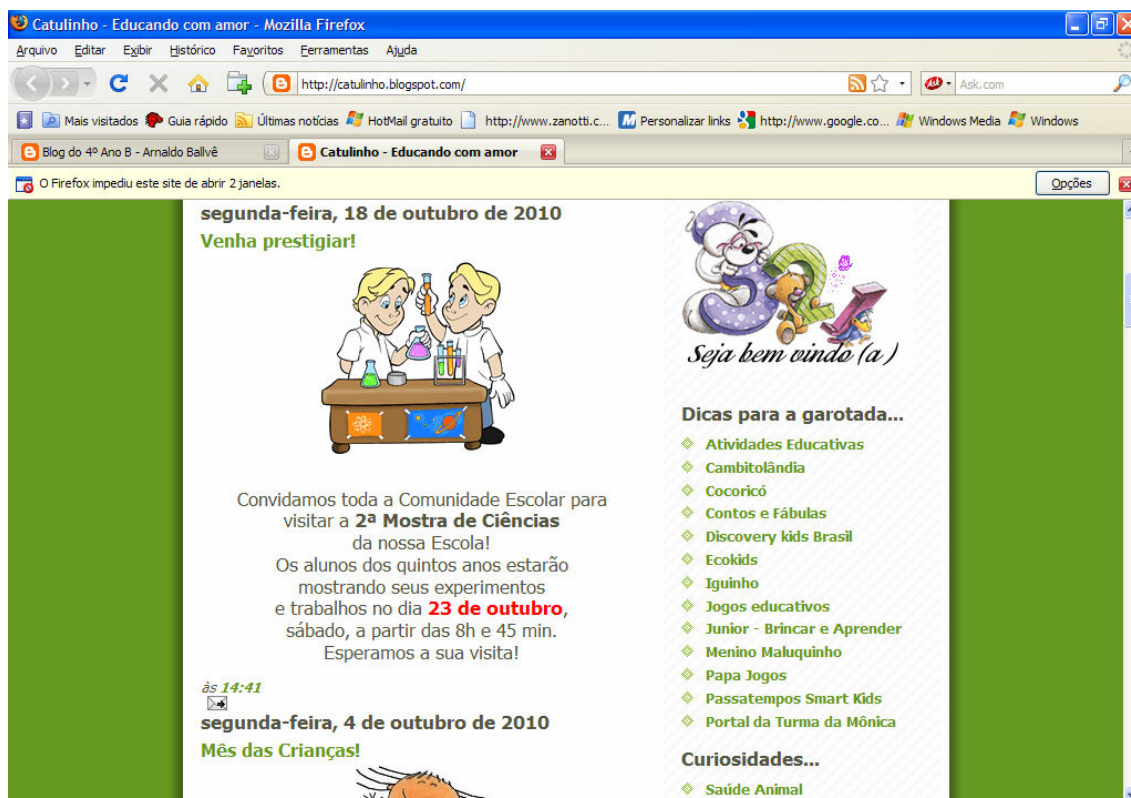 Catulinho - Educando com amor - Mozilla Firefox
Arquivo Editar Exibir Histórico Favoritos Ferramentas Ajuda
http://catulinho.blogspot.com/
Ask.com
Mais visitados Guia rápido Últimas notícias HotMail gratuito http://www.zanotti.c... Personalizar links http://www.google.co... Windows Media Windows
Blog do 4º Ano B - Arnaldo Ballvê
Catulinho - Educando com amor
O Firefox impediu este site de abrir 2 janelas.
Opções
segunda-feira, 18 de outubro de 2010
Venha prestigiar!
Convidamos toda a Comunidade Escolar para
visitar a 2ª Mostra de Ciências
da nossa Escola!
Os alunos dos quintos anos estarão
mostrando seus experimentos
e trabalhos no dia 23 de outubro,
sábado, a partir das 8h e 45 min.
Esperamos a sua visita!
às 14:41
segunda-feira, 4 de outubro de 2010
Mês das Crianças!
321
Seja bem vindo (a)
Dicas para a garotada...
Atividades Educativas
Cambitolândia
Cocoricó
Contos e Fábulas
Discovery kids Brasil
Ecokids
Iguinho
Jogos educativos
Junior - Brincar e Aprender
Menino Maluquinho
Papa Jogos
Passatempos Smart Kids
Portal da Turma da Mônica
Curiosidades...
Saúde Animal